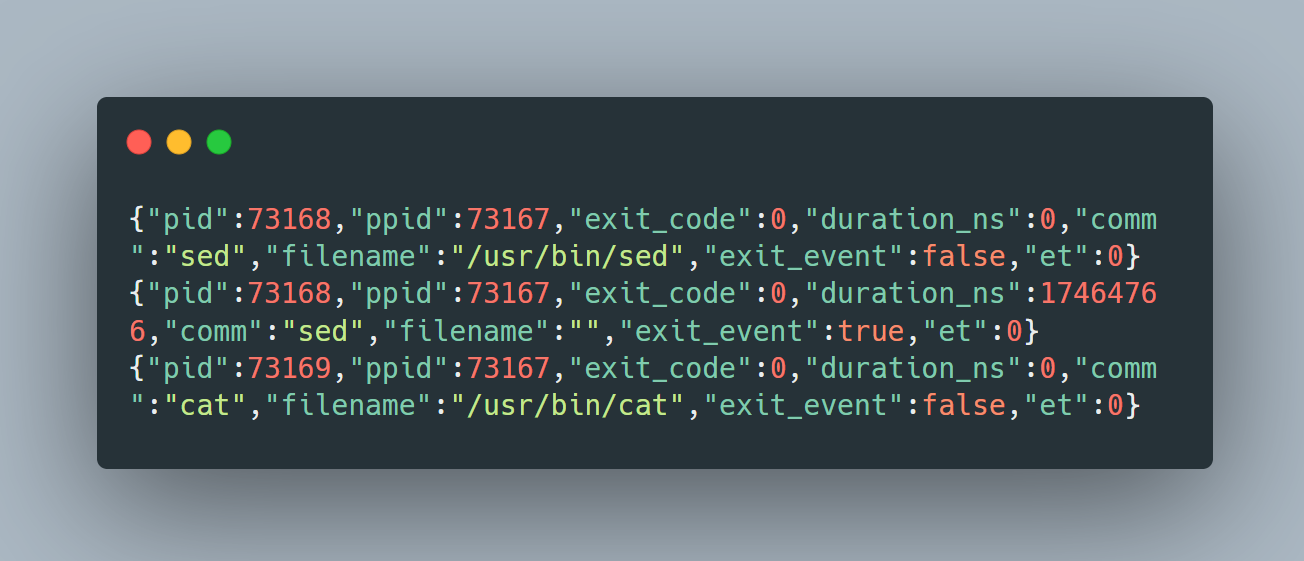 {"pid":73168,"ppid":73167,"exit_code":0,"duration_ns":0,"comm
":"sed","filename":"/usr/bin/sed","exit_event":false,"et":0}
{"pid":73168,"ppid":73167,"exit_code":0,"duration_ns":1746476
6,"comm":"sed","filename":"","exit_event":true,"et":0}
{"pid":73169,"ppid":73167,"exit_code":0,"duration_ns":0,"comm
":"cat","filename":"/usr/bin/cat","exit_event":false,"et":0}